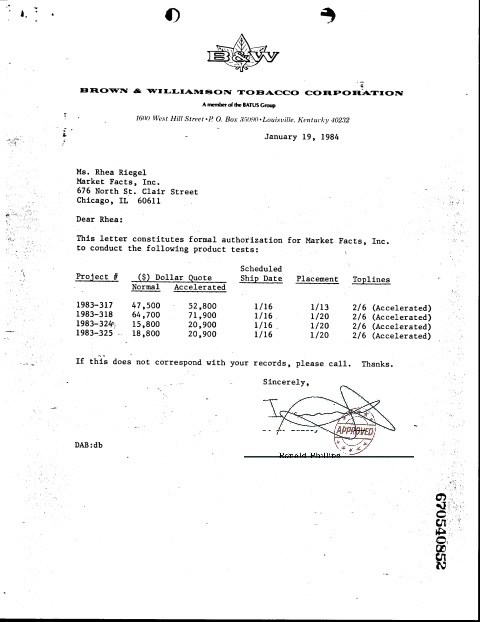 B&W
BROWN & WILLIAMSON TOBACCO CORPORATION
A member of the BATUS Group
1600 West Hill Street • P. O. Box 35090 • Louisville, Kentucky 40232
January 19, 1984
Ms. Rhea Riegel
Market Facts, Inc.
676 North St. Clair Street
Chicago, IL 60611
Dear Rhea:
This letter constitutes formal authorization for Market Facts, Inc.
to conduct the following product tests:
Scheduled
Project # ($) Dollar Quote Ship Date Placement Toplines
Normal Accelerated
1983-317 47,500 52,800 1/16 1/13 2/6 (Accelerated)
1983-318 64,700 71,900 1/16 1/20 2/6 (Accelerated)
1983-324 15,800 20,900 1/16 1/20 2/6 (Accelerated)
1983-325 18,800 20,900 1/16 1/20 2/6 (Accelerated)
If this does not correspond with your records, please call. Thanks.
Sincerely,
APPROVED
DAB:db
670540852